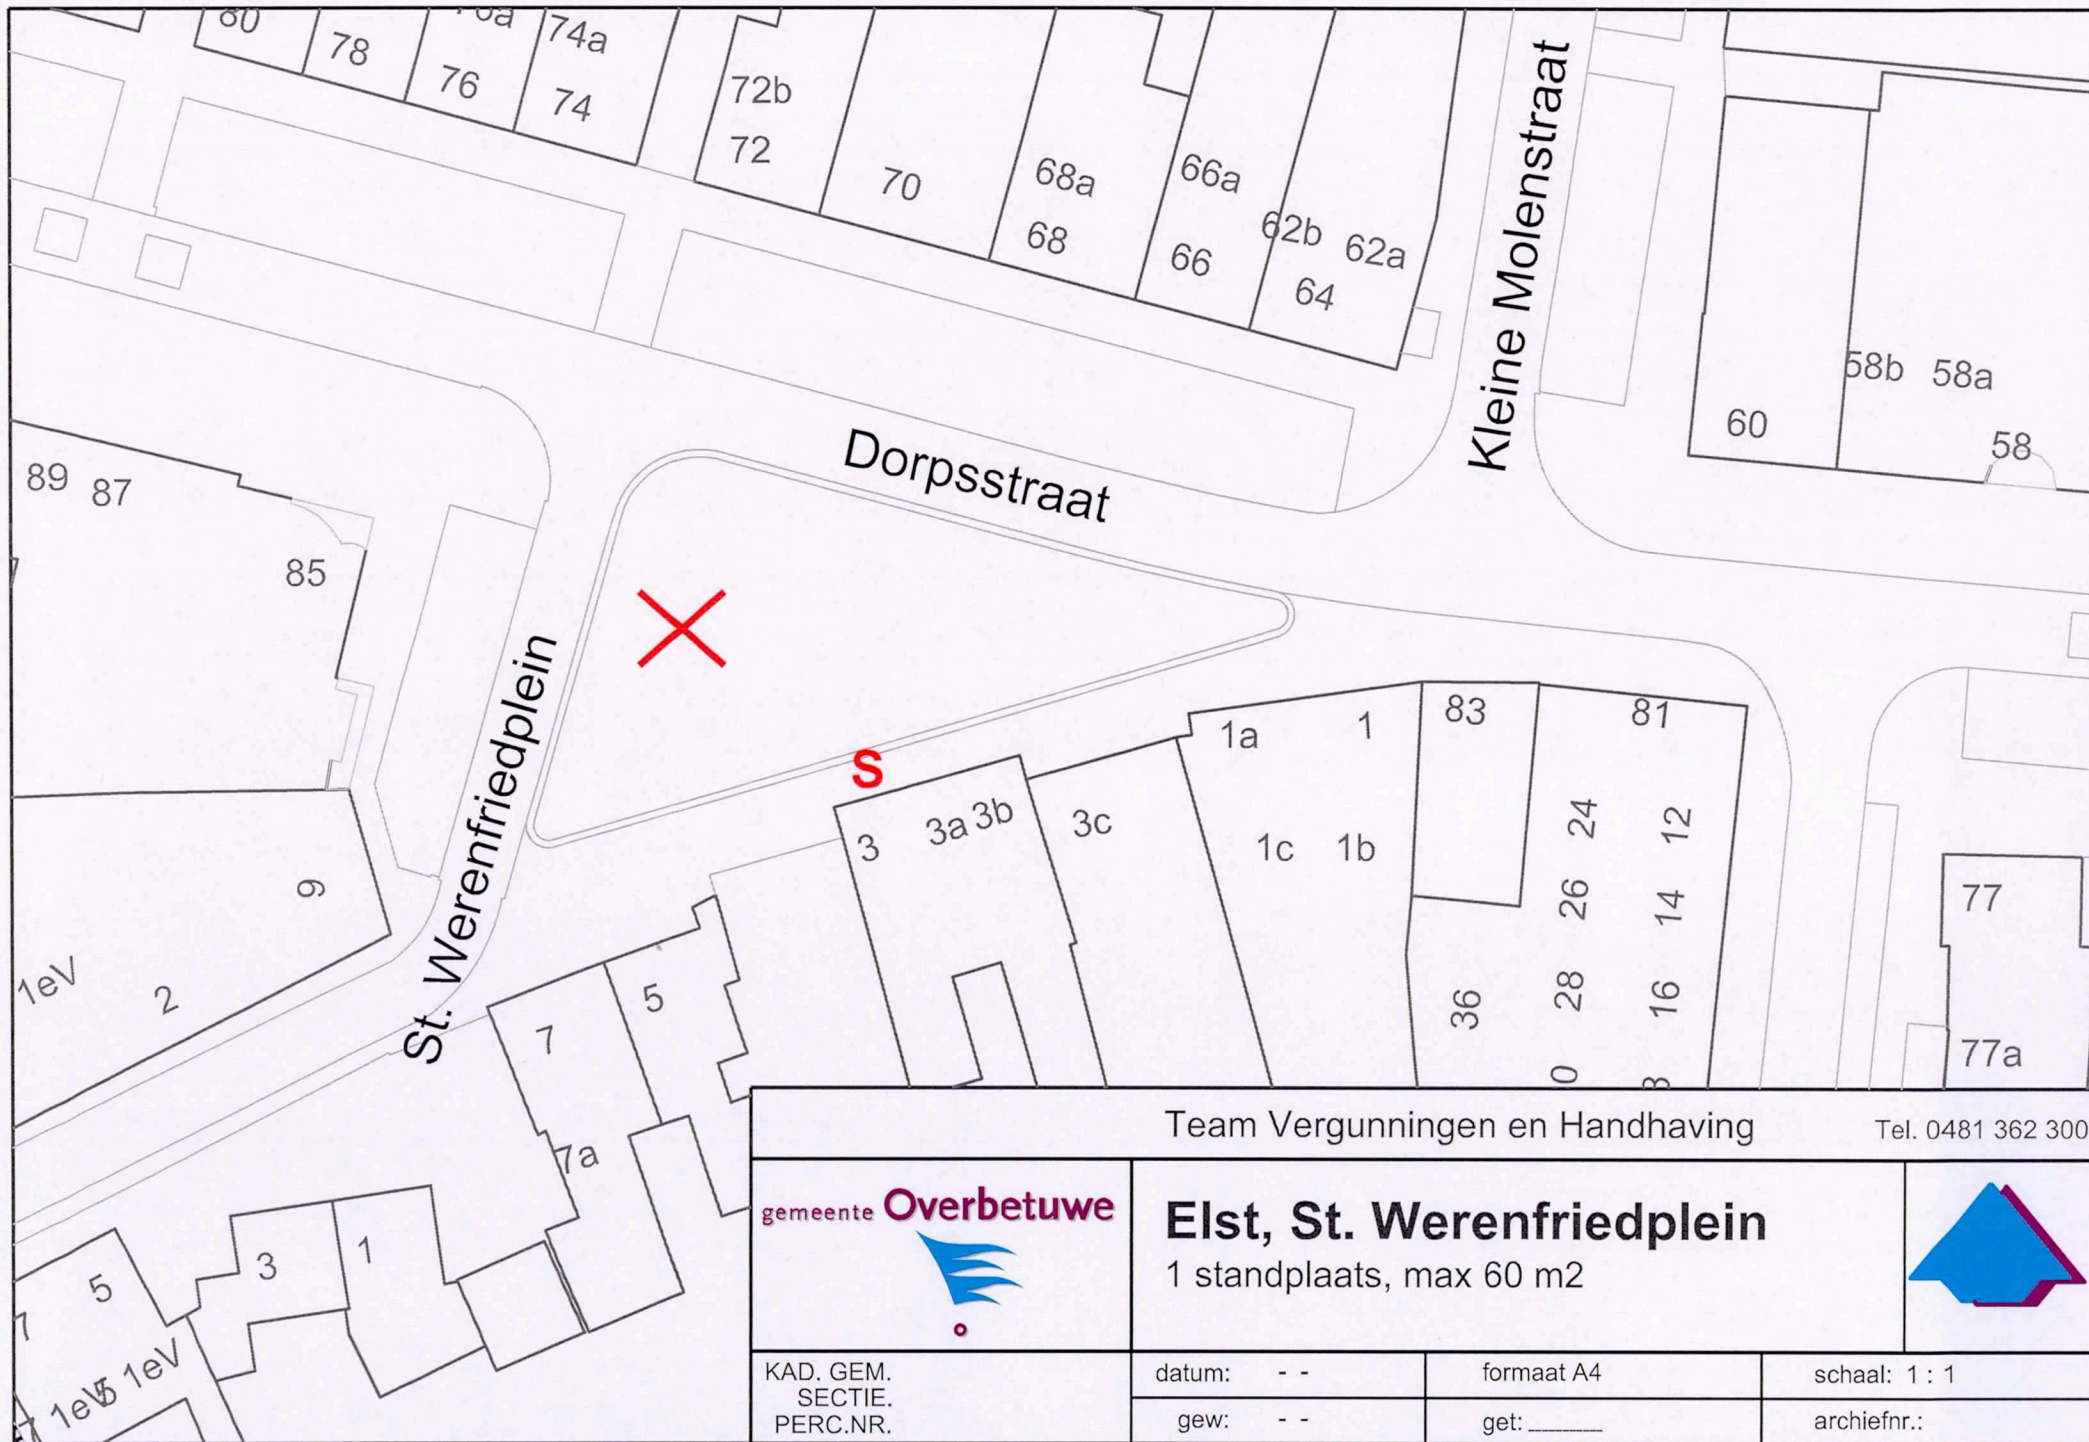 80
78
76
74a
74
72b
72
70
68a
68
66a
66
62b
62a
64
Kleine Molenstraat
60
58b
58a
58
Dorpsstraat
89
87
85
St. Werenfriedplein
S
1a
1
83
81
3
3a
3b
3c
1c
1b
24
12
26
14
28
16
36
77
77a
9
1eV
2
7
5
7a
3
1
5
1eV
1eV
Team Vergunningen en Handhaving
Tel. 0481 362 300
gemeente Overbetuwe
Elst, St. Werenfriedplein
1 standplaats, max 60 m2
KAD. GEM.
SECTIE.
PERC.NR.
datum: - -
formaat A4
schaal: 1 : 1
gew: - -
get:
archiefnr.: